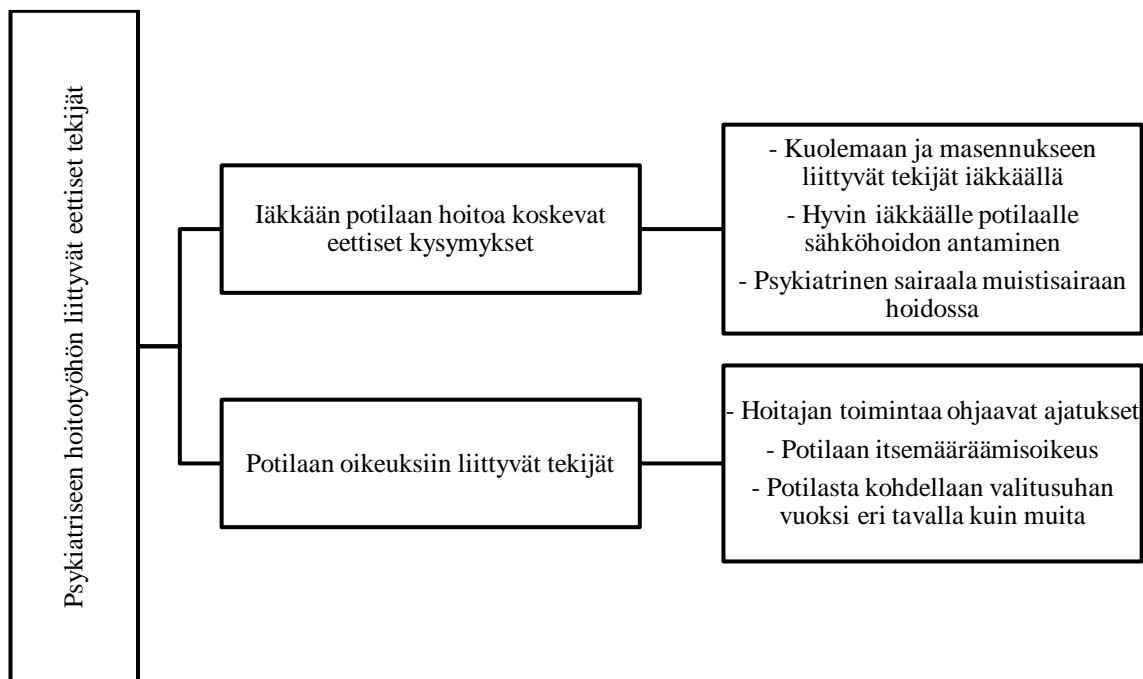 Psykiatriseen hoitotyöhön liittyvät eettiset tekijät
Iäkkään potilaan hoitoa koskevat
eettiset kysymykset
- Kuolemaan ja masennukseen
liittyvät tekijät iäkkäällä
- Hyvin iäkkäälle potilaalle
sähköhoidon antaminen
- Psykiatrinen sairaala muistisairaan
hoidossa
Potilaan oikeuksiin liittyvät tekijät
- Hoitajan toimintaa ohjaavat ajatukset
- Potilaan itsemääräämisoikeus
- Potilasta kohdellaan valitusuhan
vuoksi eri tavalla kuin muita